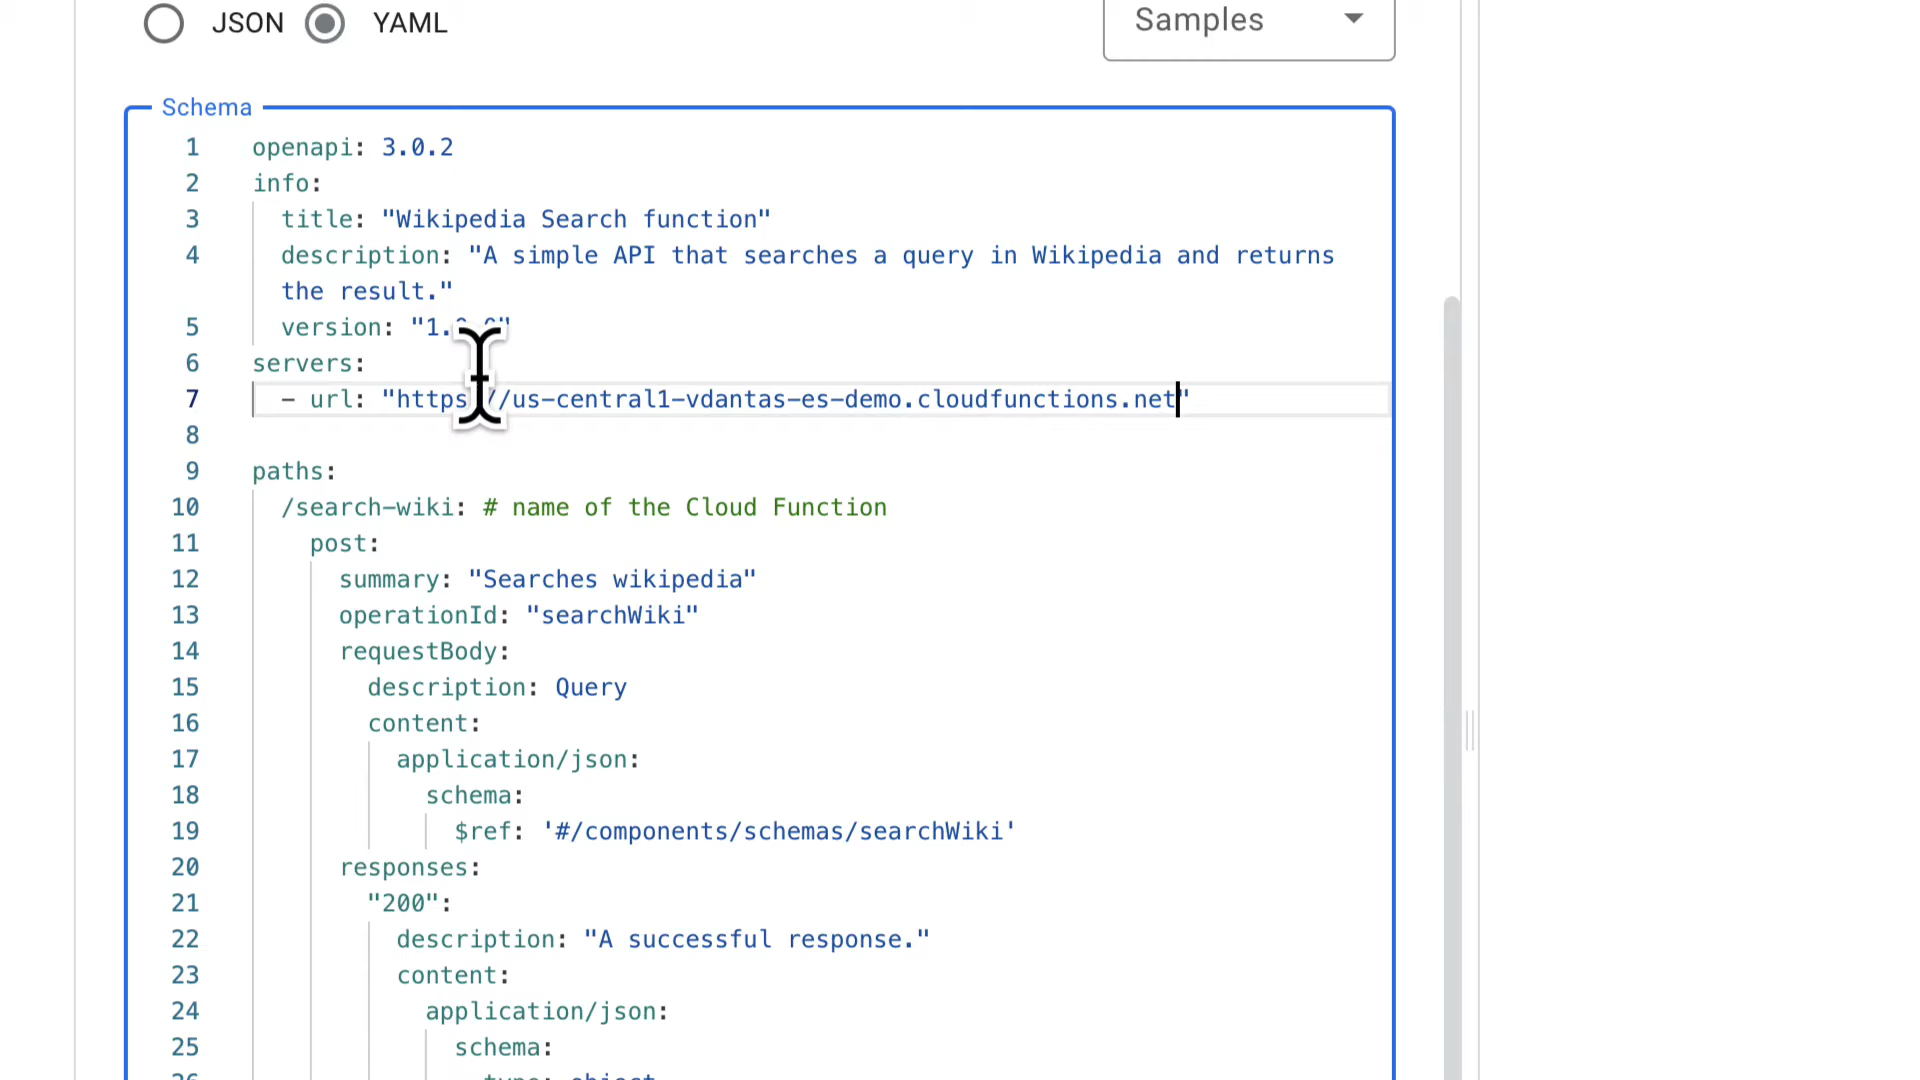 JSON YAML Samples
Schema
1 openapi: 3.0.2
2 info:
3 title: "Wikipedia Search function"
4 description: "A simple API that searches a query in Wikipedia and returns
the result."
5 version: "1.
6 servers:
7 - url: "https://us-central1-vdantas-es-demo.cloudfunctions.net"
8
9 paths:
10 /search-wiki: # name of the Cloud Function
11 post:
12 summary: "Searches wikipedia"
13 operationId: "searchWiki"
14 requestBody:
15 description: Query
16 content:
17 application/json:
18 schema:
19 $ref: '#/components/schemas/searchWiki'
20 responses:
21 "200":
22 description: "A successful response."
23 content:
24 application/json:
25 schema: